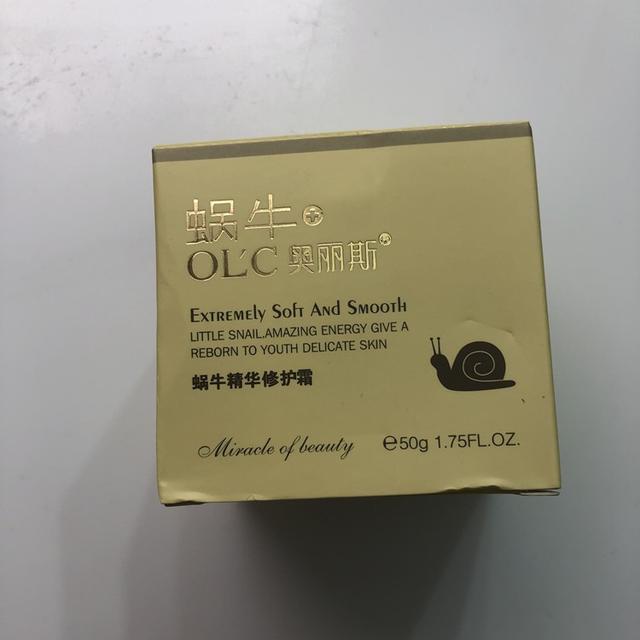 蜗牛
OL'C 奥丽斯
EXTREMELY SOFT AND SMOOTH
LITTLE SNAIL.AMAZING ENERGY GIVE A
REBORN TO YOUTH DELICATE SKIN
蜗牛精华修护霜
Miracle of beauty ℮50g 1.75FL.OZ.